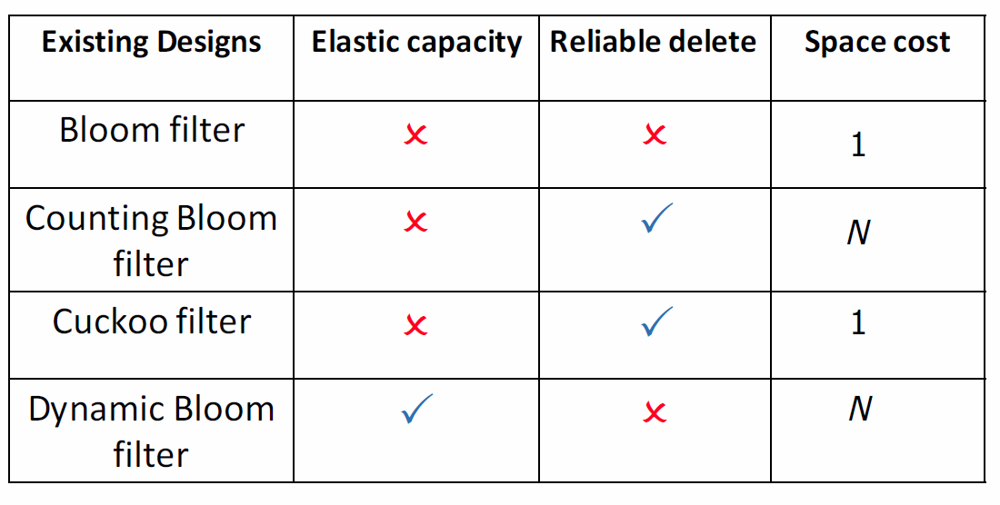 Existing Designs Elastic capacity Reliable delete Space cost
Bloom filter ✗ ✗ 1
Counting Bloom filter ✗ ✓ N
Cuckoo filter ✗ ✓ 1
Dynamic Bloom filter ✓ ✗ N